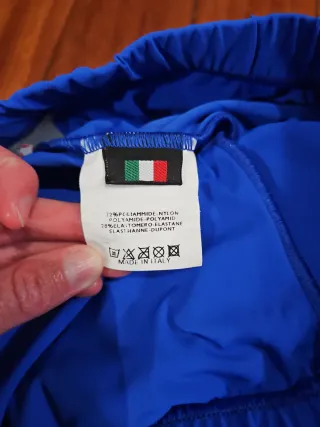 72%POLIAMMIDE-NYLON
POLYAMIDE-POLYAMID
28%ELASTOMERO-ELASTANE
ELASTHANNE-DUPONT
MADE IN ITALY